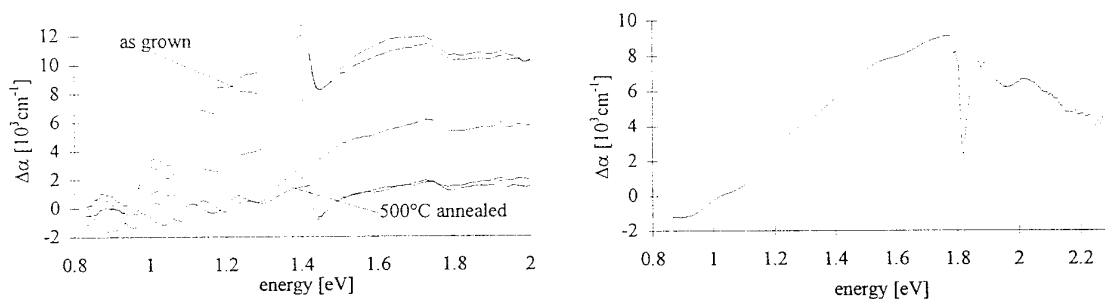 12
10
8
6
4
2
0
-2
Δα [10³cm⁻¹]
as grown
500°C annealed
0.8 1 1.2 1.4 1.6 1.8 2
energy [eV]
10
8
6
4
2
0
-2
Δα [10³cm⁻¹]
0.8 1 1.2 1.4 1.6 1.8 2 2.2
energy [eV]